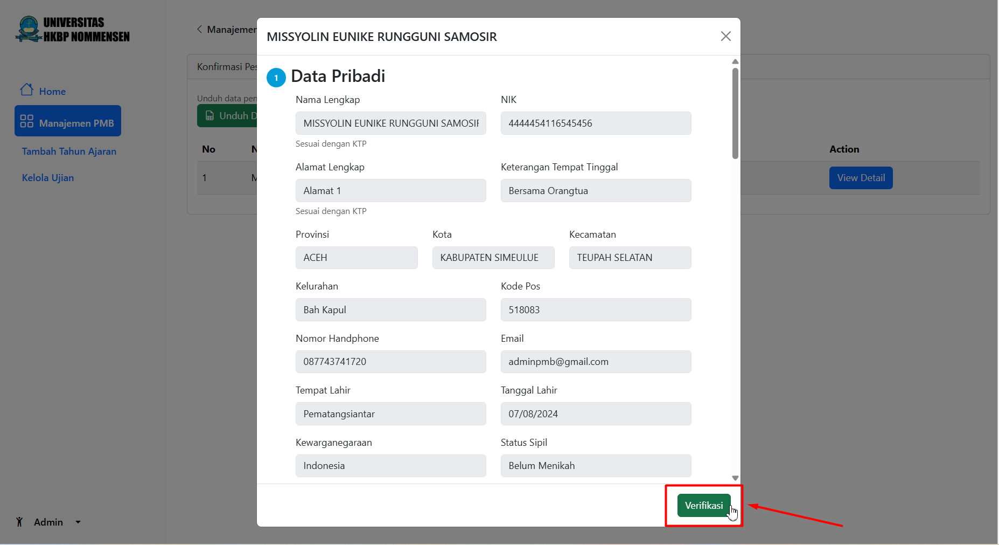 UNIVERSITAS
HKBP NOMMENSEN
Home
Manajemen PMB
Tambah Tahun Ajaran
Kelola Ujian
Admin
Konfirmasi
Unduh data
Unduh
No
1
Action
View Detail
MISSYOLIN EUNIKE RUNGGUNI SAMOSIR
1 Data Pribadi
Nama Lengkap NIK
MISSYOLIN EUNIKE RUNGGUNI 4444454116545456
Sesuai dengan KTP
Alamat Lengkap Keterangan Tempat Tinggal
Alamat 1 Bersama Orangtua
Sesuai dengan KTP
Provinsi Kota Kecamatan
ACEH KABUPATEN SIMEULUE TEUPAH SELATAN
Kelurahan Kode Pos
Bah Kapul 518083
Nomor Handphone Email
087743741720 adminpmb@gmail.com
Tempat Lahir Tanggal Lahir
Pematangsiantar 07/08/2024
Kewarganegaraan Status Sipil
Indonesia Belum Menikah
Verifikasi